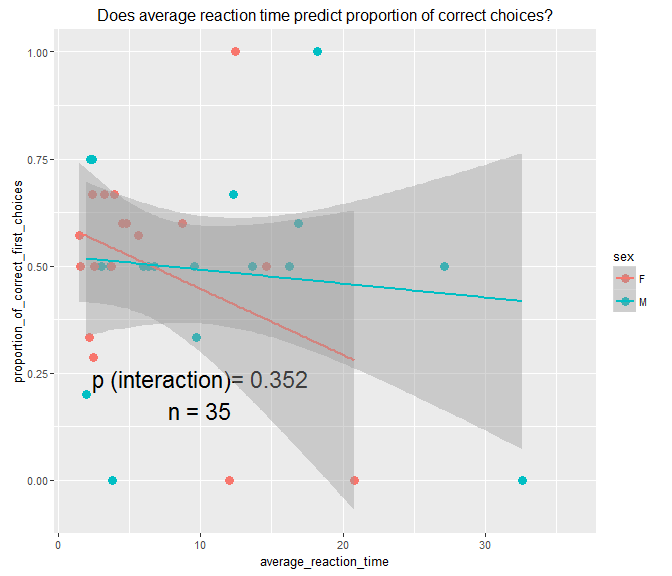 Does average reaction time predict proportion of correct choices?
1.00
0.75
0.50
0.25
0.00
proportion_of_correct_first_choices
p (interaction)= 0.352
n = 35
0
10
20
30
average_reaction_time
sex
F
M